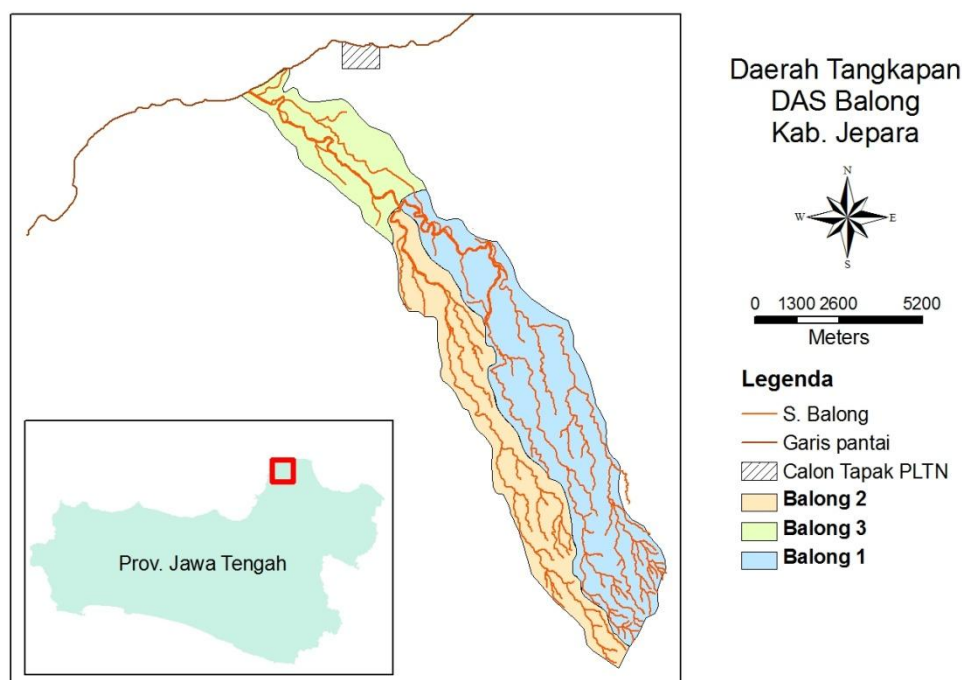 Daerah Tangkapan
DAS Balong
Kab. Jepara
N
W E
S
0 1300 2600 5200
Meters
Legenda
S. Balong
Garis pantai
Calon Tapak PLTN
Balong 2
Balong 3
Balong 1
Prov. Jawa Tengah